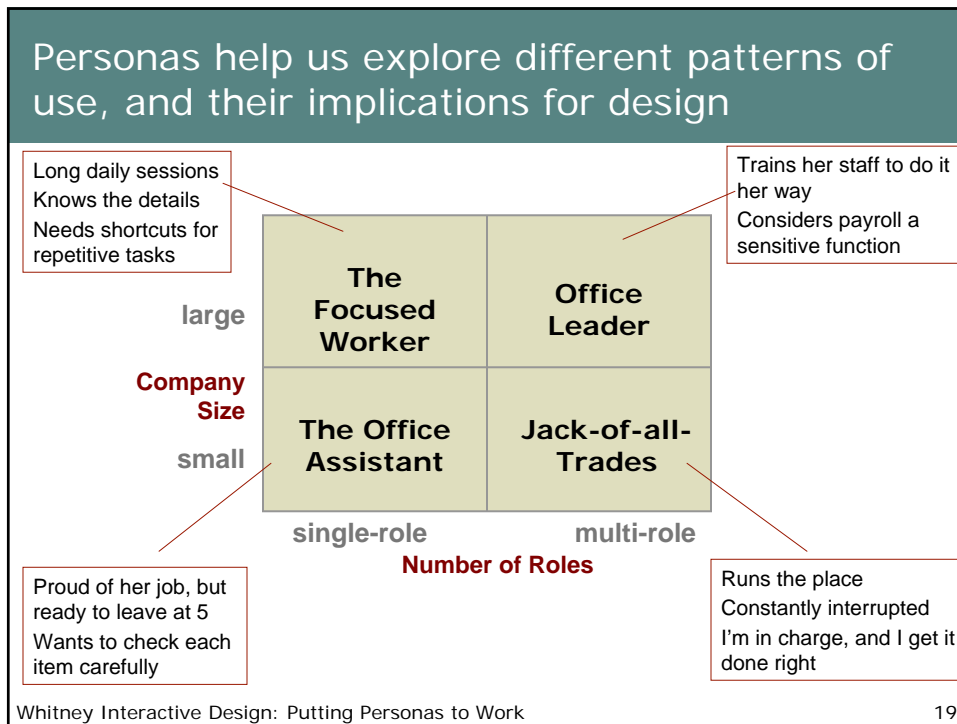 Personas help us explore different patterns of
use, and their implications for design
Long daily sessions
Knows the details
Needs shortcuts for
repetitive tasks
Trains her staff to do it
her way
Considers payroll a
sensitive function
The
Focused
Worker
Office
Leader
large
Company
Size
small
The Office
Assistant
Jack-of-all-
Trades
single-role
multi-role
Number of Roles
Proud of her job, but
ready to leave at 5
Wants to check each
item carefully
Runs the place
Constantly interrupted
I'm in charge, and I get it
done right
Whitney Interactive Design: Putting Personas to Work
19